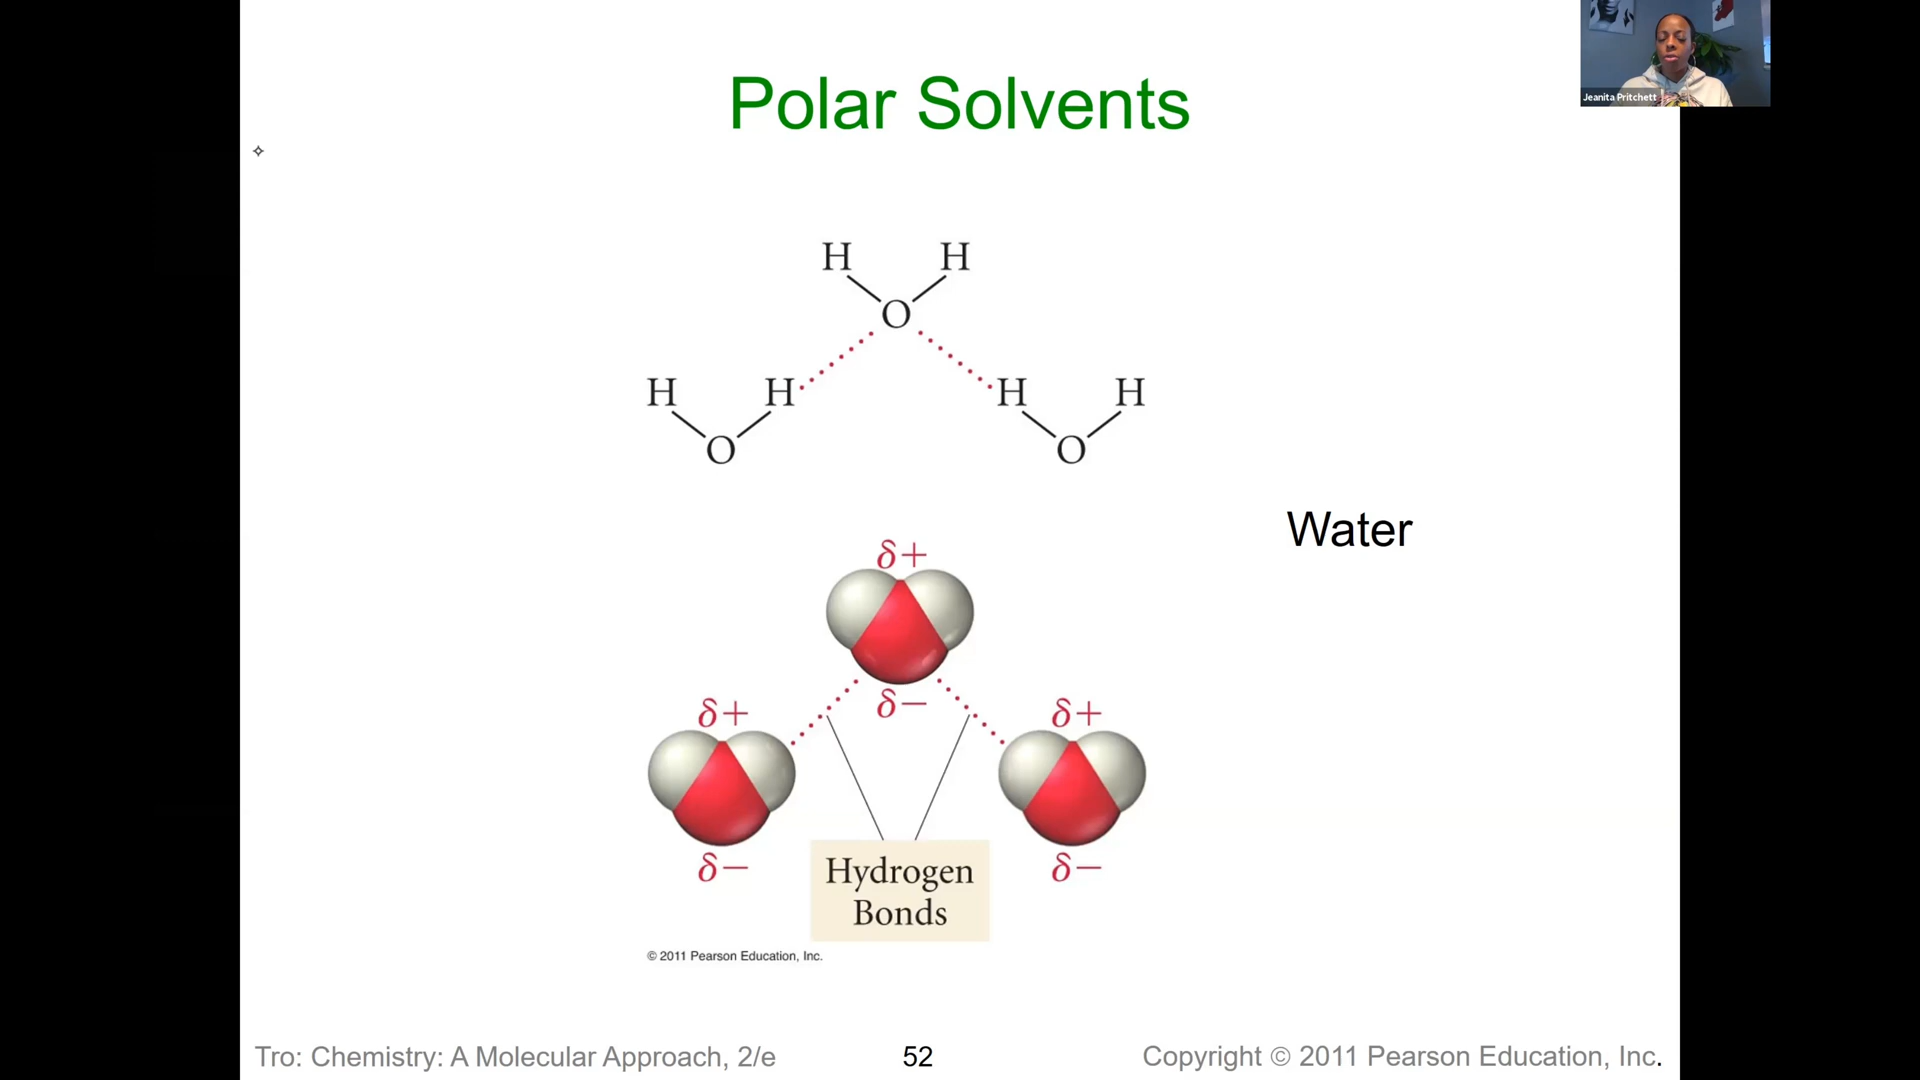 Polar Solvents
Jeanita Pritchett
H H
O
H H H H
O O
Water
δ+
δ−
δ+ δ+
δ− δ−
Hydrogen
Bonds
© 2011 Pearson Education, Inc.
Tro: Chemistry: A Molecular Approach, 2/e 52 Copyright © 2011 Pearson Education, Inc.